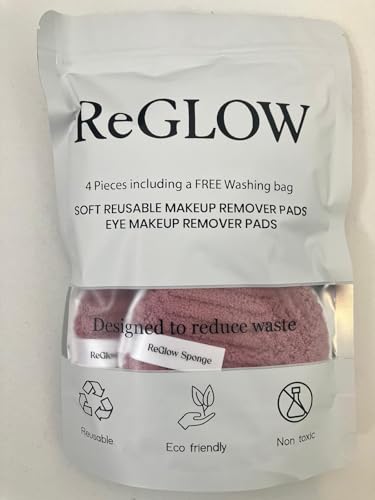 ReGLOW
4 Pieces including a FREE Washing bag
SOFT REUSABLE MAKEUP REMOVER PADS
EYE MAKEUP REMOVER PADS
Designed to reduce waste
ReGlow
ReGlow Sponge
Reusable
Eco friendly
Non toxic